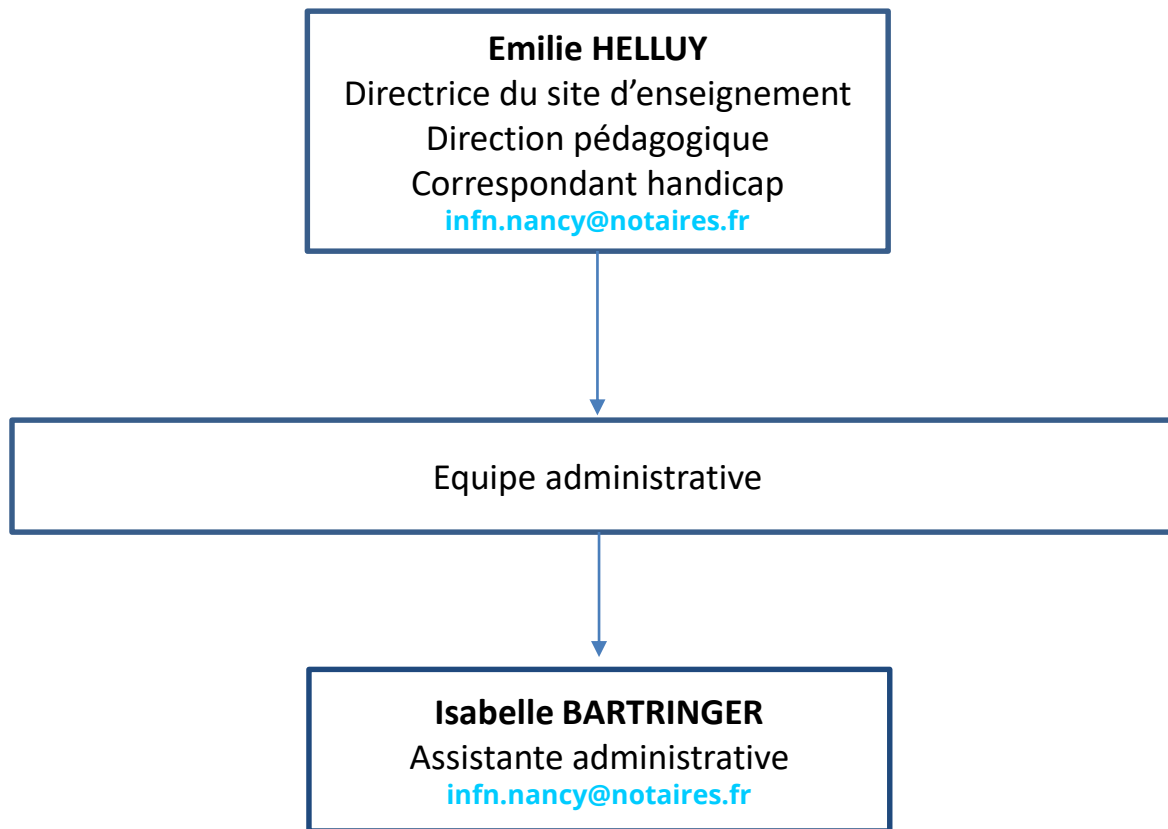 Emilie HELLUY
Directrice du site d’enseignement
Direction pédagogique
Correspondant handicap
infn.nancy@notaires.fr
Equipe administrative
Isabelle BARTRINGER
Assistante administrative
infn.nancy@notaires.fr